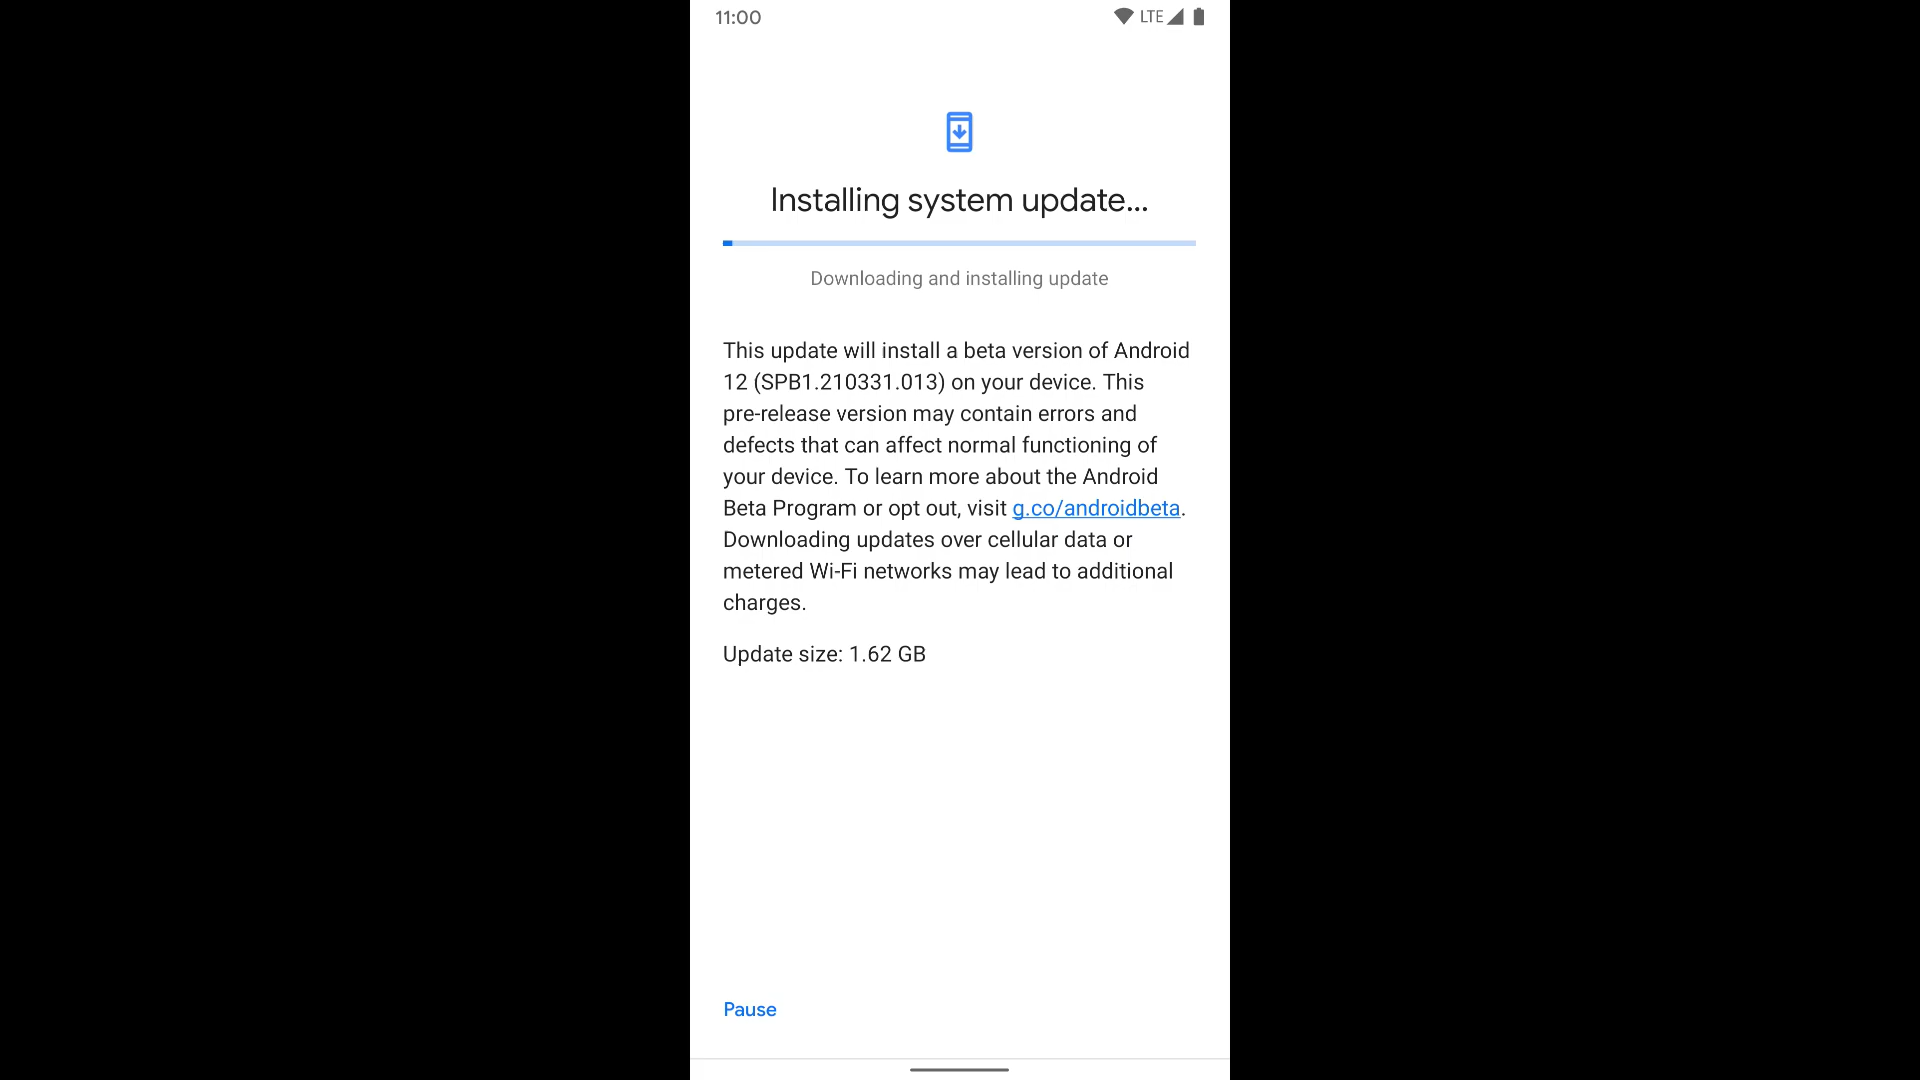 11:00 LTE
Installing system update...
Downloading and installing update
This update will install a beta version of Android
12 (SPB1.210331.013) on your device. This
pre-release version may contain errors and
defects that can affect normal functioning of
your device. To learn more about the Android
Beta Program or opt out, visit g.co/androidbeta.
Downloading updates over cellular data or
metered Wi-Fi networks may lead to additional
charges.
Update size: 1.62 GB
Pause